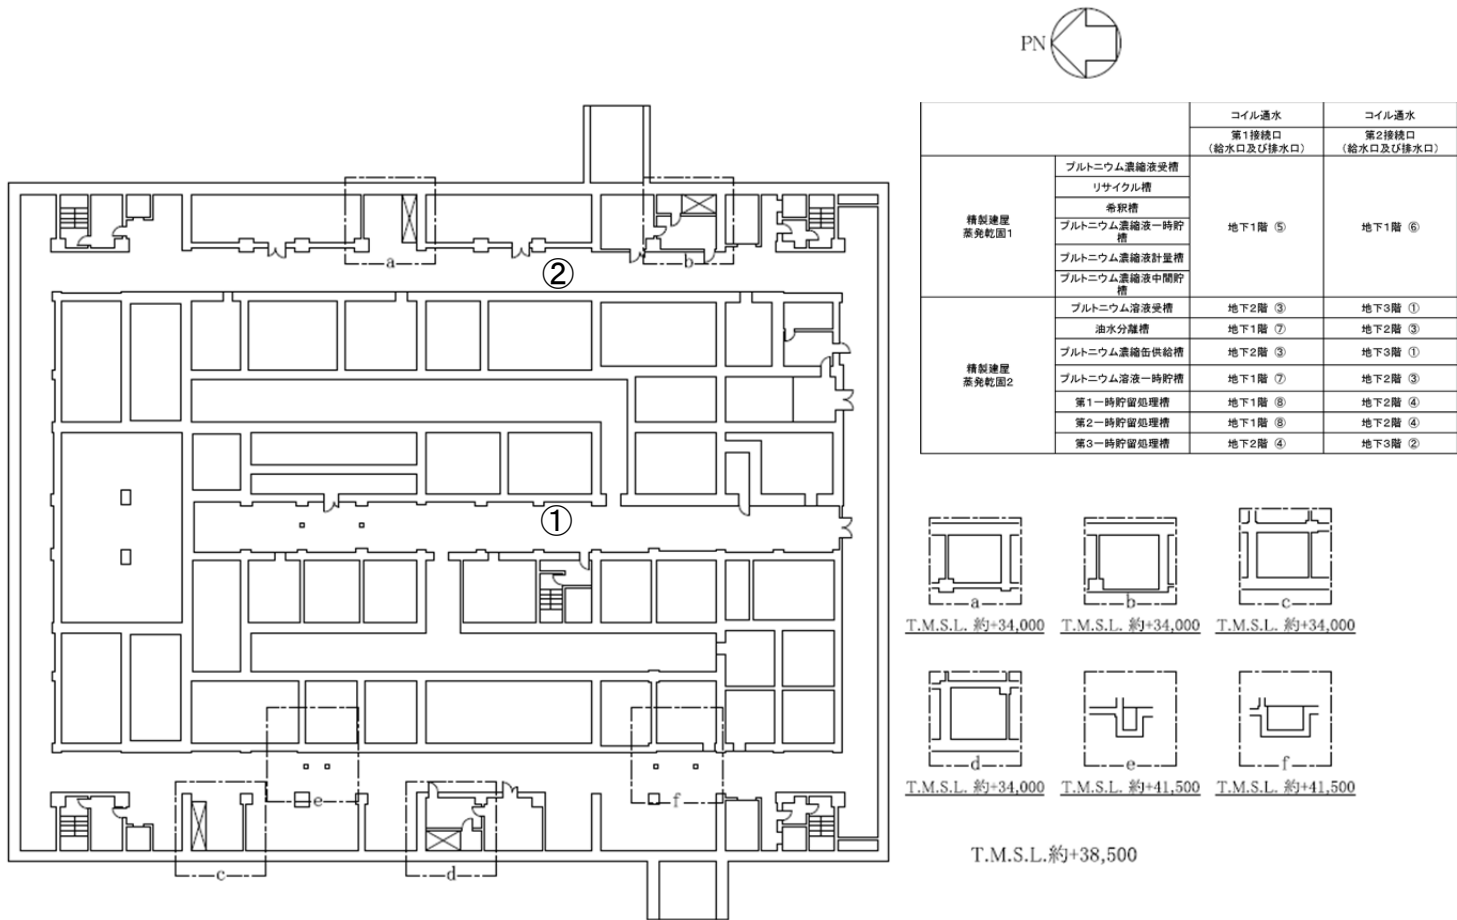 PN
コイル通水 コイル通水
第1接続口 第2接続口
(給水口及び排水口) (給水口及び排水口)
精製建屋
蒸発乾固1
プルトニウム濃縮液受槽 地下1階 ⑤ 地下1階 ⑥
リサイクル槽
希釈槽
プルトニウム濃縮液一時貯
槽
プルトニウム濃縮液計量槽
プルトニウム濃縮液中間貯
槽
精製建屋
蒸発乾固2
プルトニウム溶液受槽 地下2階 ③ 地下3階 ①
油水分離槽 地下1階 ⑦ 地下2階 ③
プルトニウム濃縮缶供給槽 地下2階 ③ 地下3階 ①
プルトニウム溶液一時貯槽 地下1階 ⑦ 地下2階 ③
第1一時貯留処理槽 地下1階 ⑧ 地下2階 ④
第2一時貯留処理槽 地下1階 ⑧ 地下2階 ④
第3一時貯留処理槽 地下2階 ④ 地下3階 ②
a
b
②
①
e
f
c
d
a b c
T.M.S.L. 約+34,000 T.M.S.L. 約+34,000 T.M.S.L. 約+34,000
d e f
T.M.S.L. 約+34,000 T.M.S.L. 約+41,500 T.M.S.L. 約+41,500
T.M.S.L.約+38,500